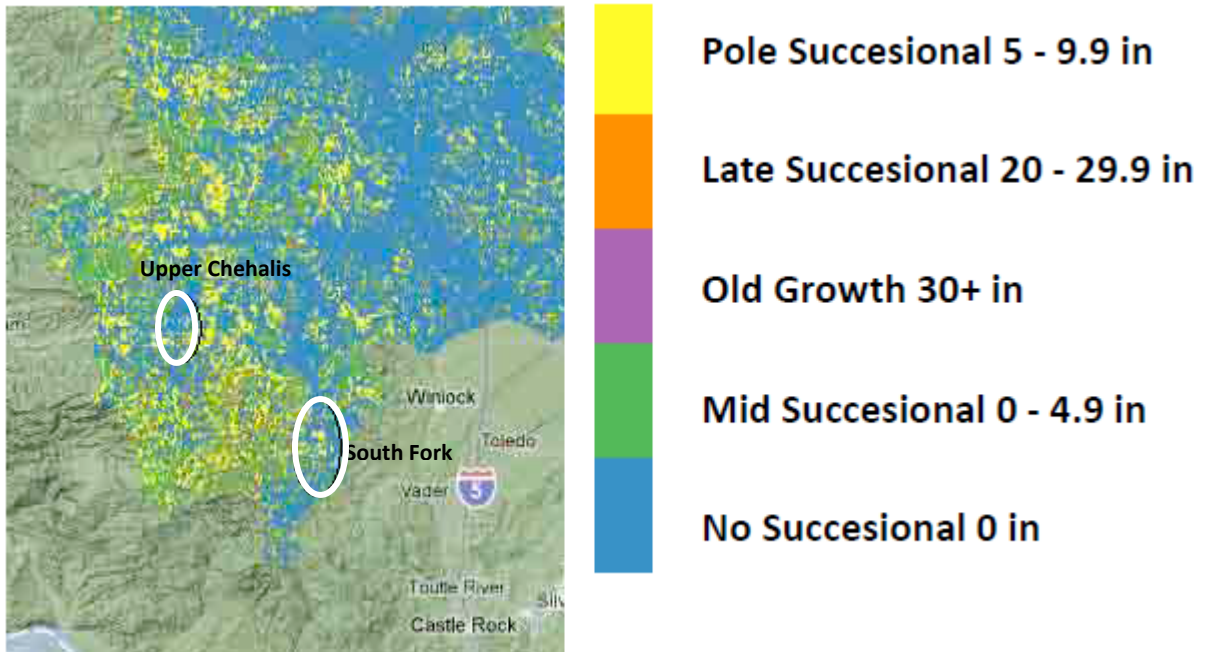 Upper Chehalis
Winlock
Toledo
South Fork
Vader
5
Toutle River
Castle Rock
Pole Succesional 5 - 9.9 in
Late Succesional 20 - 29.9 in
Old Growth 30+ in
Mid Succesional 0 - 4.9 in
No Succesional 0 in